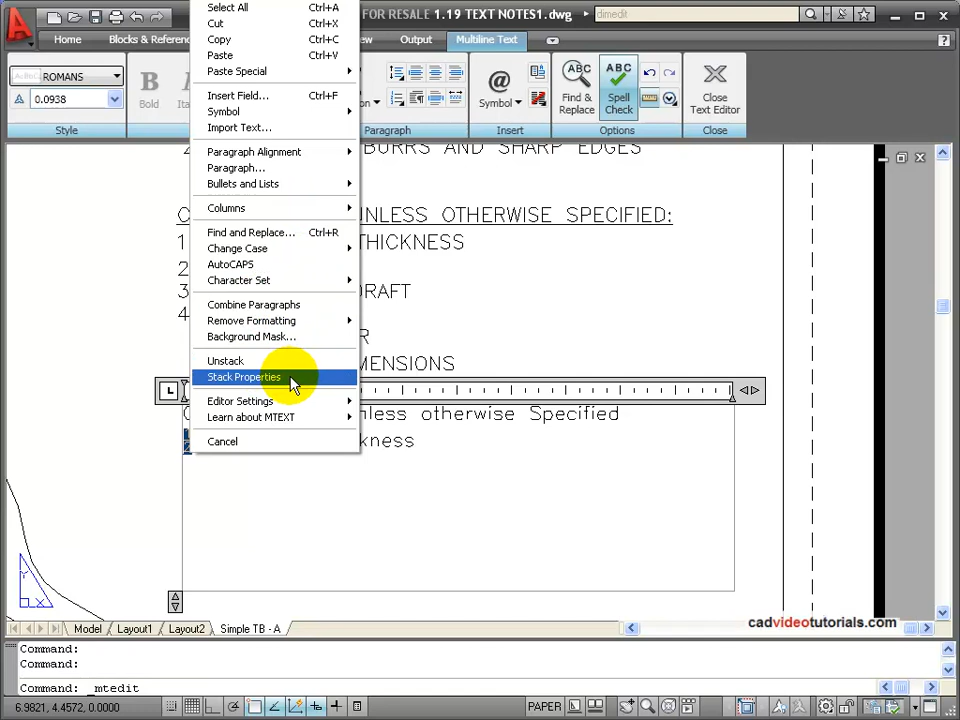 FOR RESALE 1.19 TEXT NOTES1.dwg
dimedit
Home
Blocks & Referenc
ew
Output
Multiline Text
ROMANS
0.0938
Bold
Style
Paragraph
Symbol
Insert
Find &
Replace
Spell
Check
Options
Close
Text Editor
Close
Select All Ctrl+A
Cut Ctrl+X
Copy Ctrl+C
Paste Ctrl+V
Paste Special
Insert Field... Ctrl+F
Symbol
Import Text...
Paragraph Alignment
Paragraph...
Bullets and Lists
Columns
Find and Replace... Ctrl+R
Change Case
AutoCAPS
Character Set
Combine Paragraphs
Remove Formatting
Background Mask...
Unstack
Stack Properties
Editor Settings
Learn about MTEXT
Cancel
BURRS AND SHARP EDGES
UNLESS OTHERWISE SPECIFIED:
1 THICKNESS
2
3 DRAFT
4
R
MENSIONS
nless otherwise Specified
kness
Model Layout1 Layout2 Simple TB - A
cadvideotutorials.com
Command:
Command:
Command: _mtedit
6.9821, 4.4572, 0.0000
PAPER